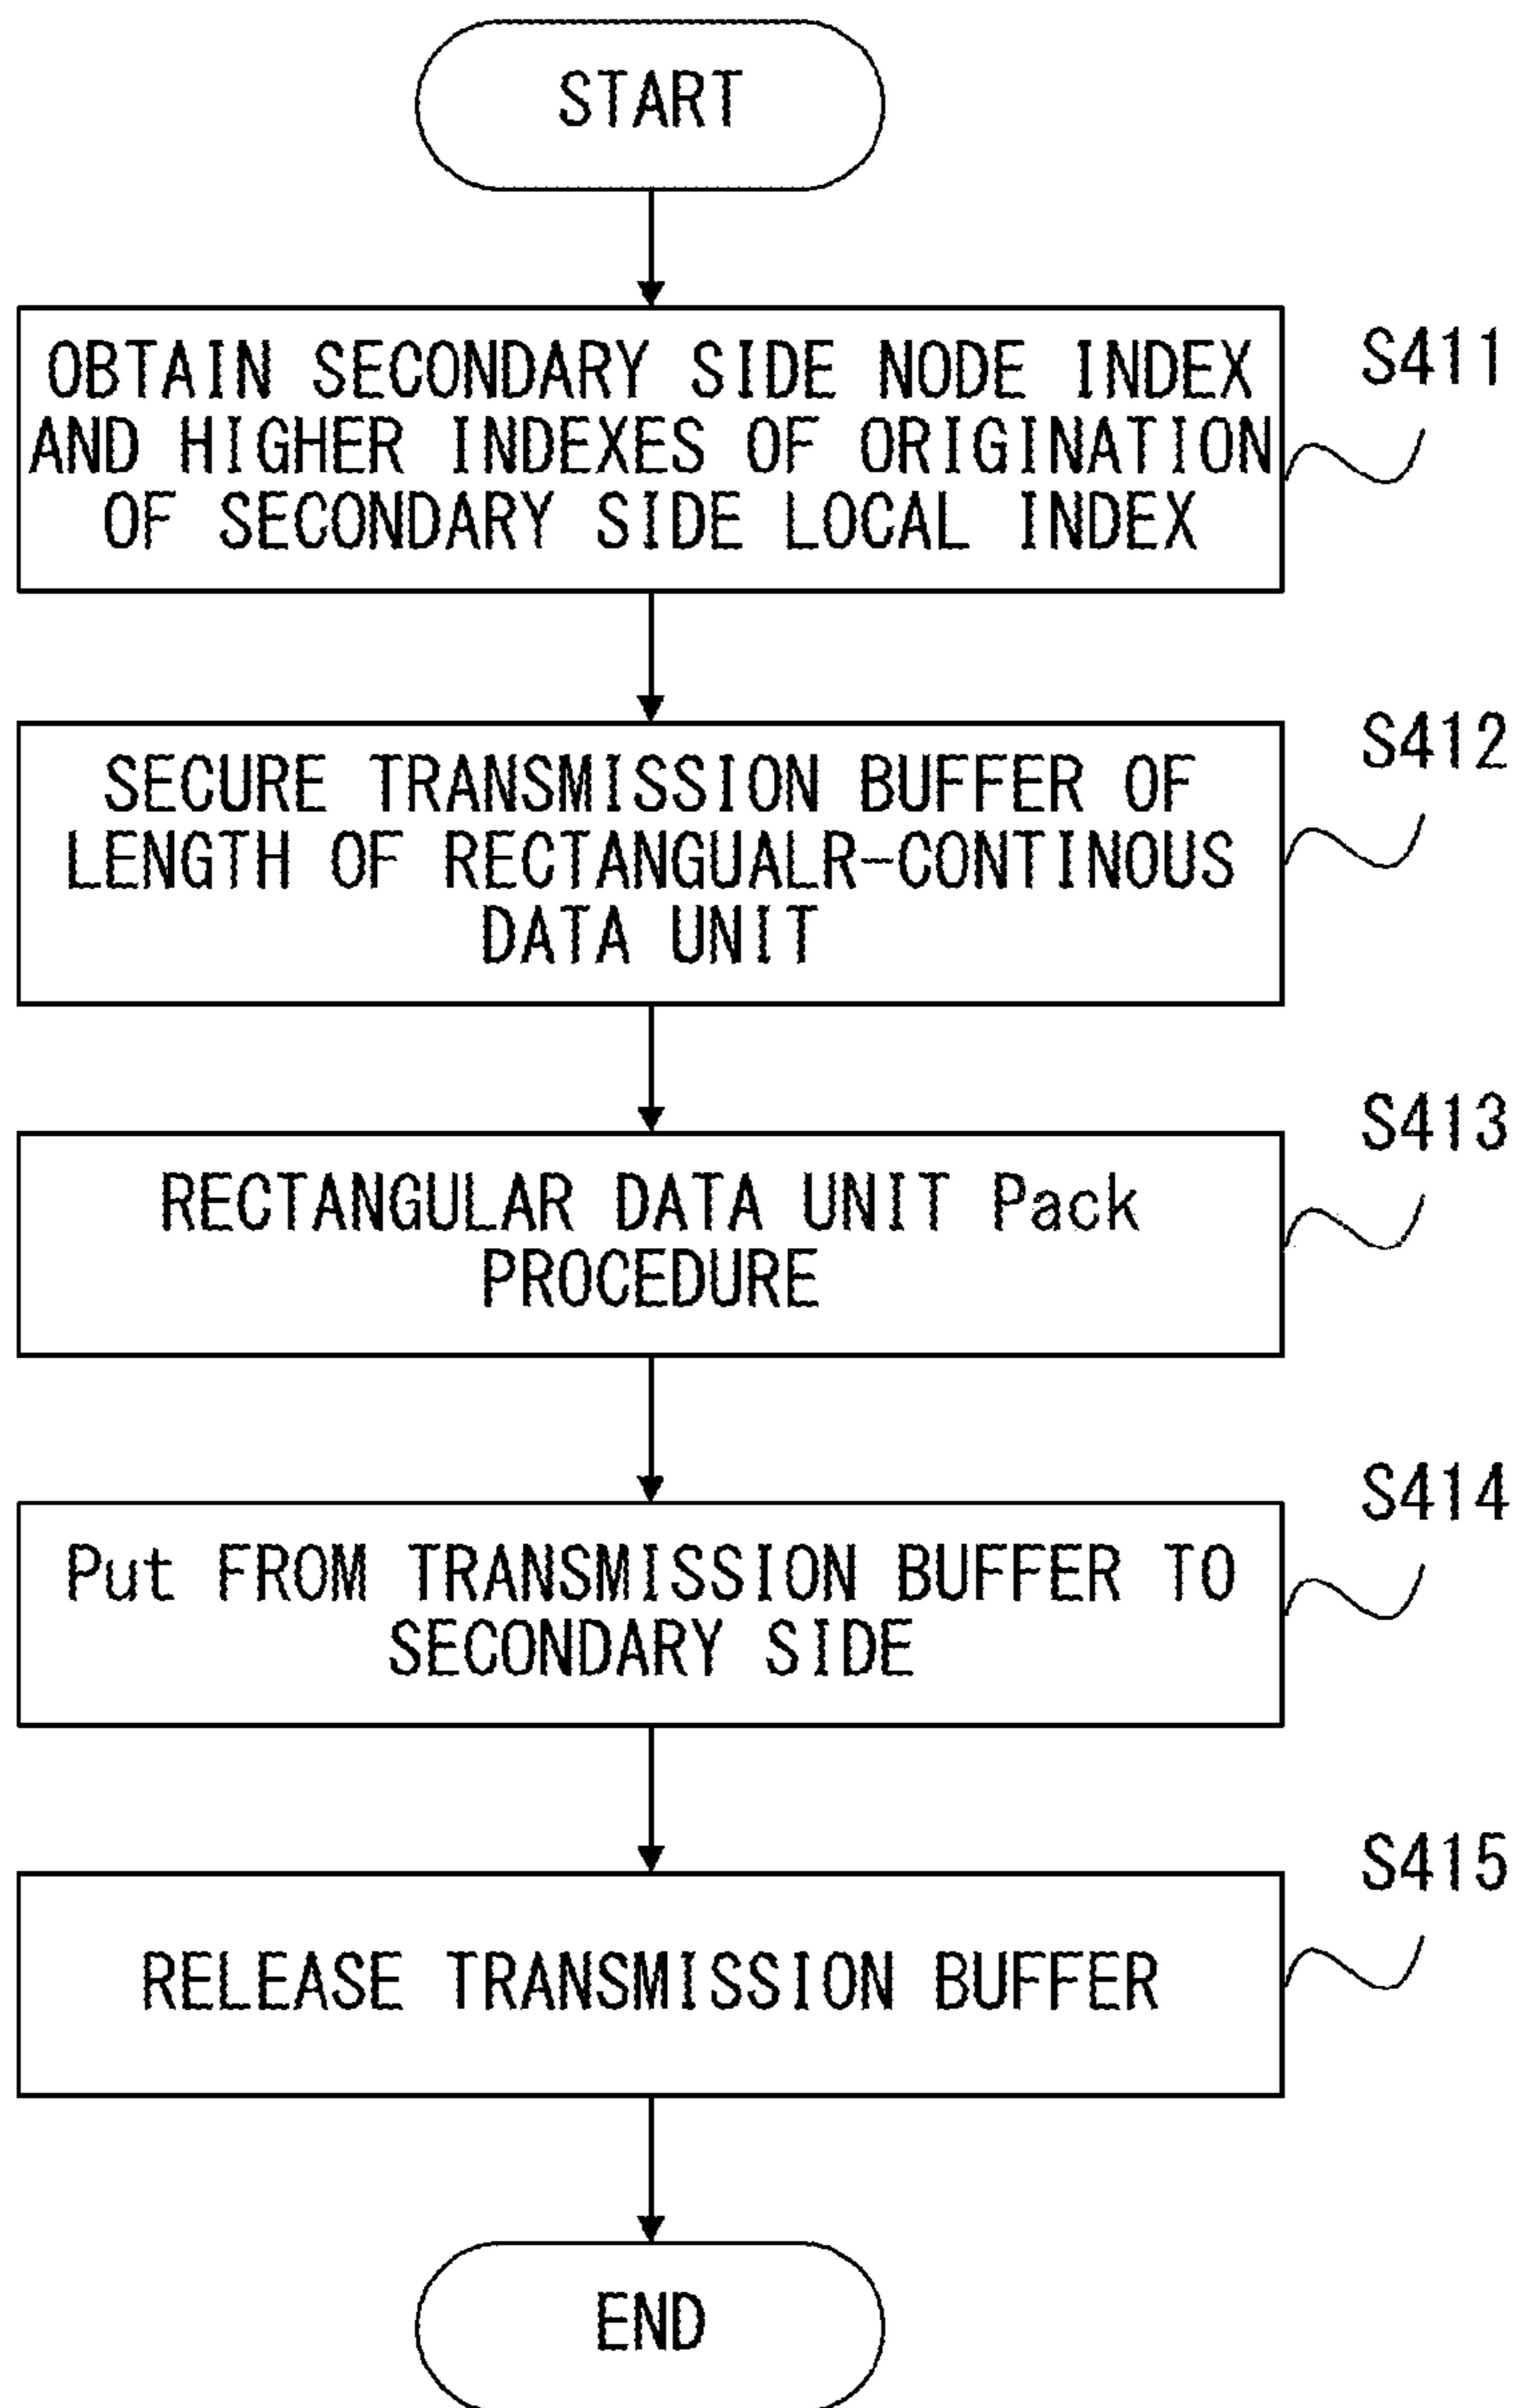 START
OBTAIN SECONDARY SIDE NODE INDEX
AND HIGHER INDEXES OF ORIGINATION
OF SECONDARY SIDE LOCAL INDEX
S411
SECURE TRANSMISSION BUFFER OF
LENGTH OF RECTANGUALR-CONTINOUS
DATA UNIT
S412
RECTANGULAR DATA UNIT Pack
PROCEDURE
S413
Put FROM TRANSMISSION BUFFER TO
SECONDARY SIDE
S414
RELEASE TRANSMISSION BUFFER
S415
END